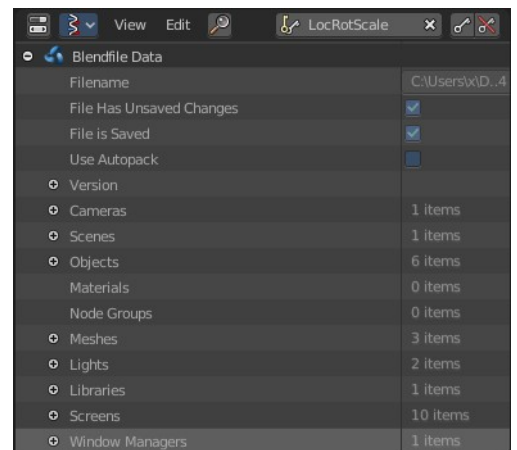 View Edit LocRotScale
Blendfile Data
Filename C:\Users\x\D..4
File Has Unsaved Changes
File is Saved
Use Autopack
Version
Cameras 1 items
Scenes 1 items
Objects 6 items
Materials 0 items
Node Groups 0 items
Meshes 3 items
Lights 2 items
Libraries 1 items
Screens 10 items
Window Managers 1 items